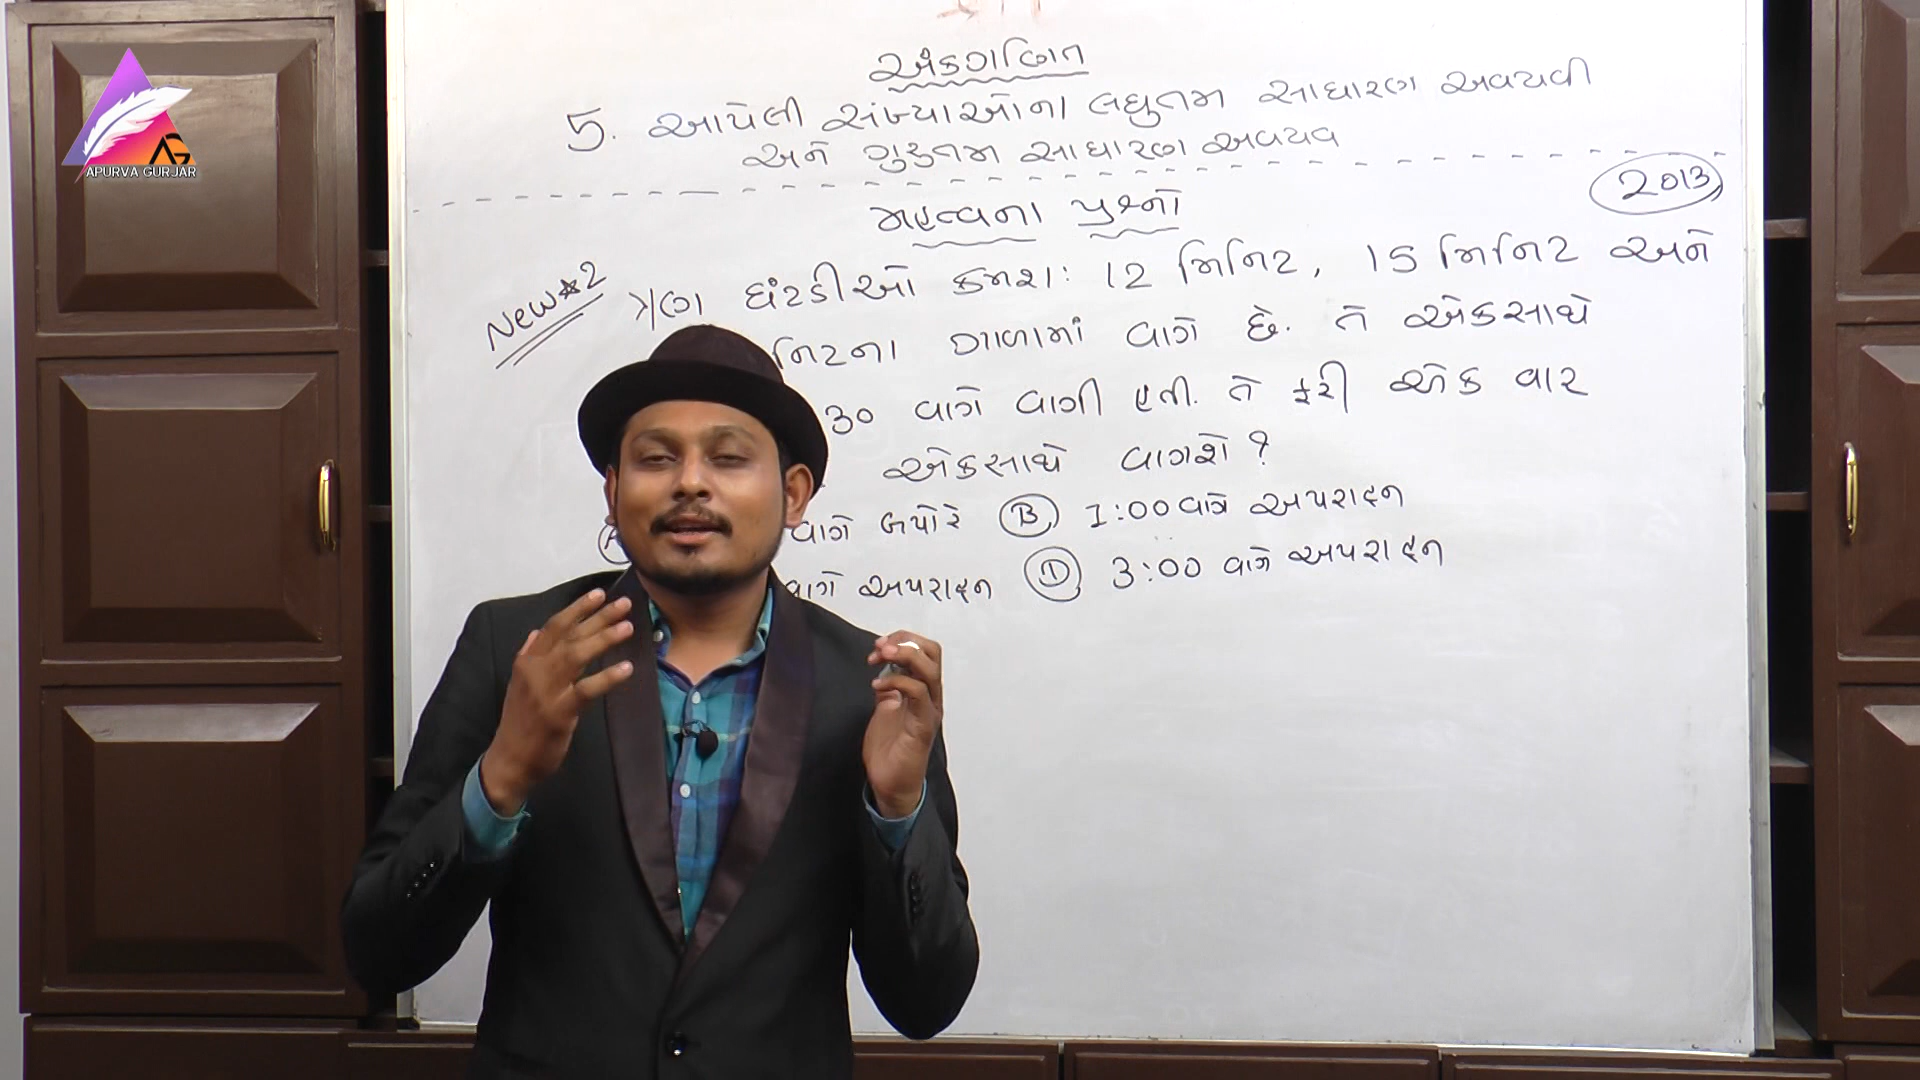 AG
APURVA GURJAR
અંકગણિત
5. આપેલી સંખ્યાઓના લઘુતમ સાધારણ અવયવી
અને ગુરુતમ સાધારણ અવયવ
2013
મહત્વના પ્રશ્નો
New ☆ 2
ત્રણ ઘંટડીઓ ક્રમશઃ 12 મિનિટ, 15 મિનિટ અને
ગાળામાં વાગે છે. તે એકસાથે
30 વાગે વાગી હતી. તે ફરી એક વાર
એકસાથે વાગશે ?
વાગે બપોરે (B) 1:00 વાગે અપરાહ્ન
વાગે અપરાહ્ન (D) 3:00 વાગે અપરાહ્ન